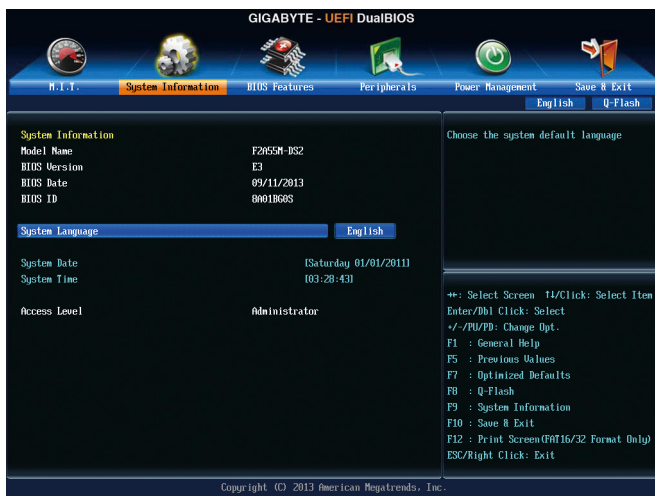 GIGABYTE - UEFI DualBIOS
M.I.T. System Information BIOS Features Peripherals Power Management Save & Exit
English Q-Flash
System Information
Model Name F2A55M-DS2
BIOS Version E3
BIOS Date 09/11/2013
BIOS ID 8A01BG0S
System Language English
System Date [Saturday 01/01/2011]
System Time [03:28:43]
Access Level Administrator
Choose the system default language
→←: Select Screen ↑↓/Click: Select Item
Enter/Dbl Click: Select
+/-/PU/PD: Change Opt.
F1 : General Help
F5 : Previous Values
F7 : Optimized Defaults
F8 : Q-Flash
F9 : System Information
F10 : Save & Exit
F12 : Print Screen(FAT16/32 Format Only)
ESC/Right Click: Exit
Copyright (C) 2013 American Megatrends, Inc.